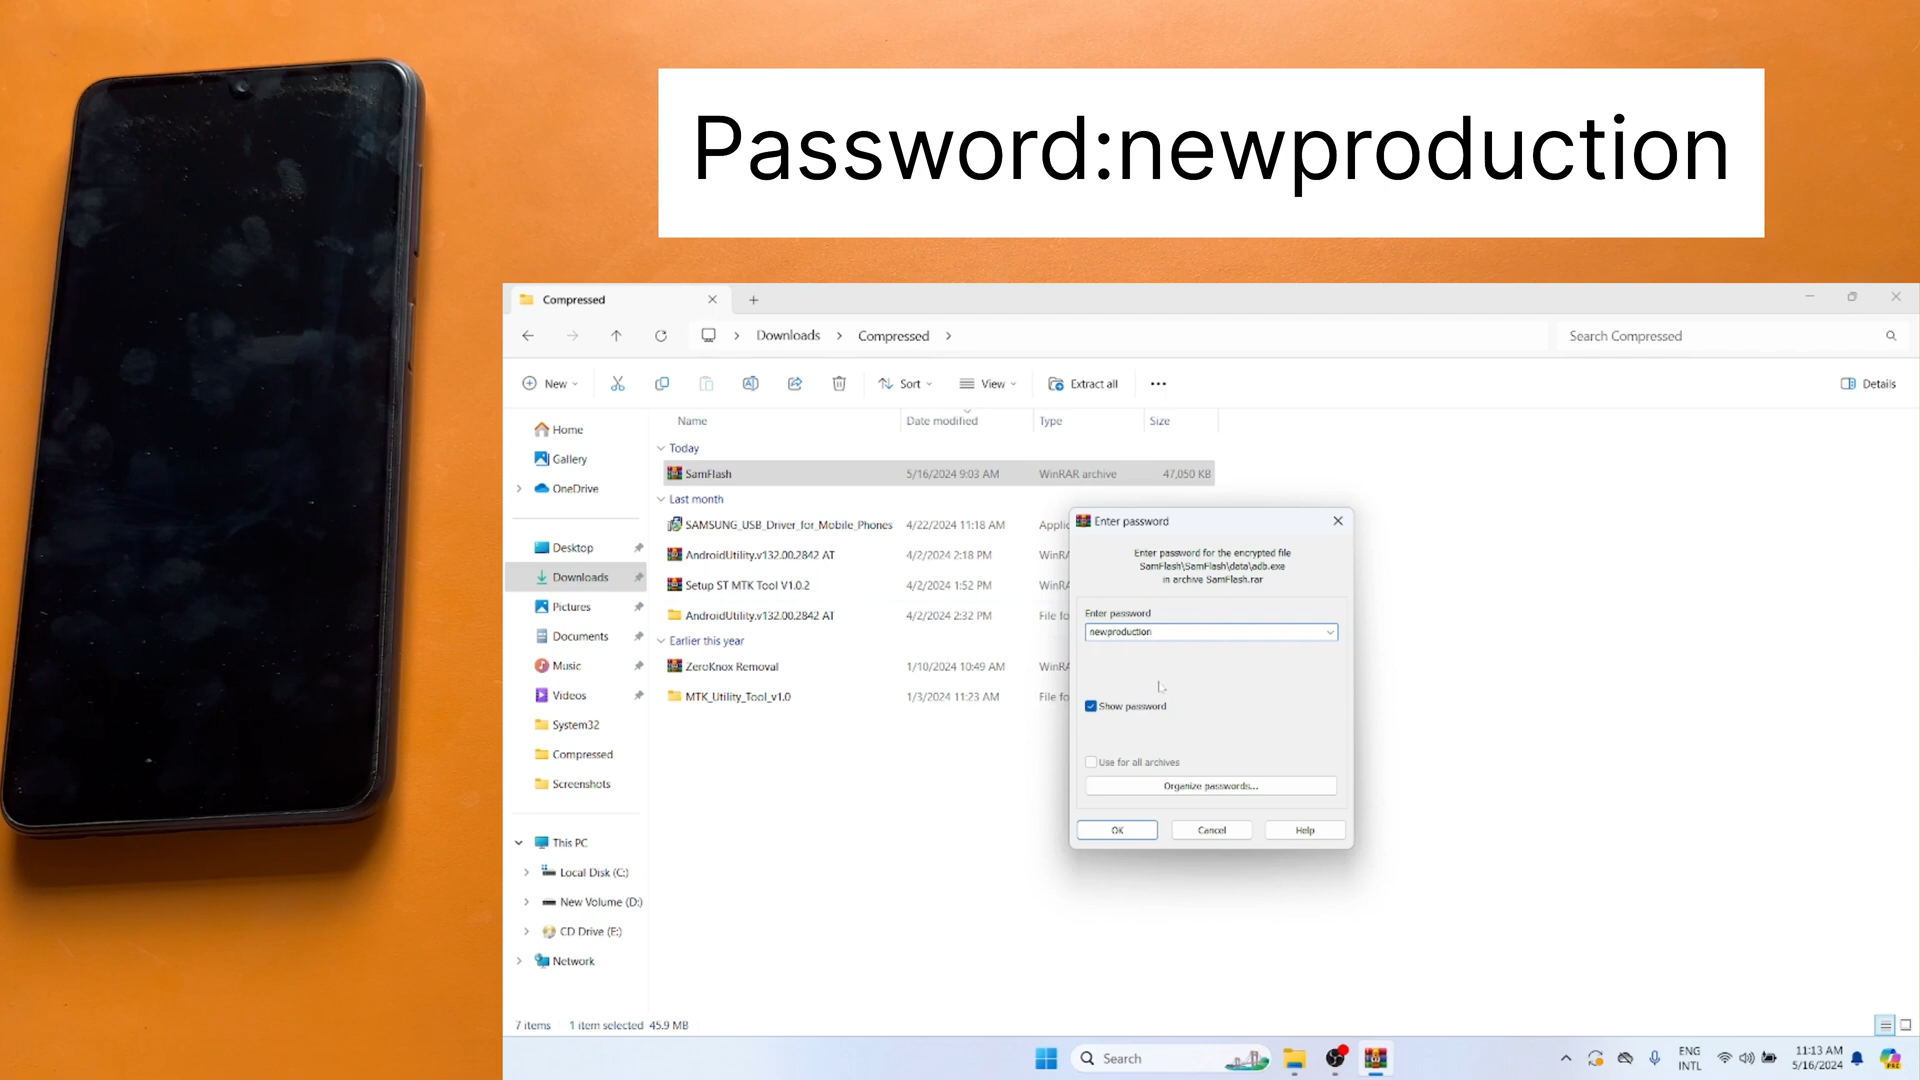 Password:newproduction
Compressed
Downloads
Compressed
Search Compressed
New
Sort
View
Extract all
Details
Name
Date modified
Type
Size
Home
Gallery
OneDrive
Desktop
Downloads
Pictures
Documents
Music
Videos
System32
Compressed
Screenshots
This PC
Local Disk (C:)
New Volume (D:)
CD Drive (E:)
Network
Today
SamFlash 5/16/2024 9:03 AM WinRAR archive 47,050 KB
Last month
SAMSUNG_USB_Driver_for_Mobile_Phones 4/22/2024 11:18 AM Applic
AndroidUtility.v132.00.2842 AT 4/2/2024 2:18 PM WinRA
Setup ST MTK Tool V1.0.2 4/2/2024 1:52 PM WinRA
AndroidUtility.v132.00.2842 AT 4/2/2024 2:32 PM File fo
Earlier this year
ZeroKnox Removal 1/10/2024 10:49 AM WinRA
MTK_Utility_Tool_v1.0 1/3/2024 11:23 AM File fo
Enter password
Enter password for the encrypted file
SamFlash\SamFlash\data\adb.exe
in archive SamFlash.rar
Enter password
newproduction
Show password
Use for all archives
Organize passwords...
OK
Cancel
Help
7 items 1 item selected 45.9 MB
Search
ENG
INTL
11:13 AM
5/16/2024